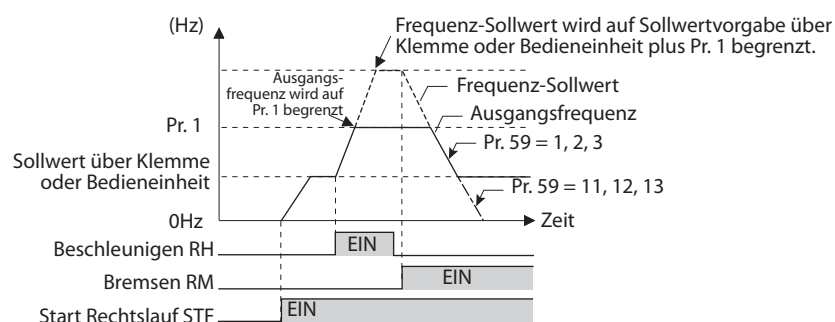 (Hz)
Frequenz-Sollwert wird auf Sollwertvorgabe über
Klemme oder Bedieneinheit plus Pr. 1 begrenzt.
Ausgangs-
frequenz wird auf
Pr. 1 begrenzt
Frequenz-Sollwert
Ausgangsfrequenz
Pr. 1
Pr. 59 = 1, 2, 3
Sollwert über Klemme
oder Bedieneinheit
Pr. 59 = 11, 12, 13
0Hz
Zeit
Beschleunigen RH
EIN
Bremsen RM
EIN
Start Rechtslauf STF
EIN